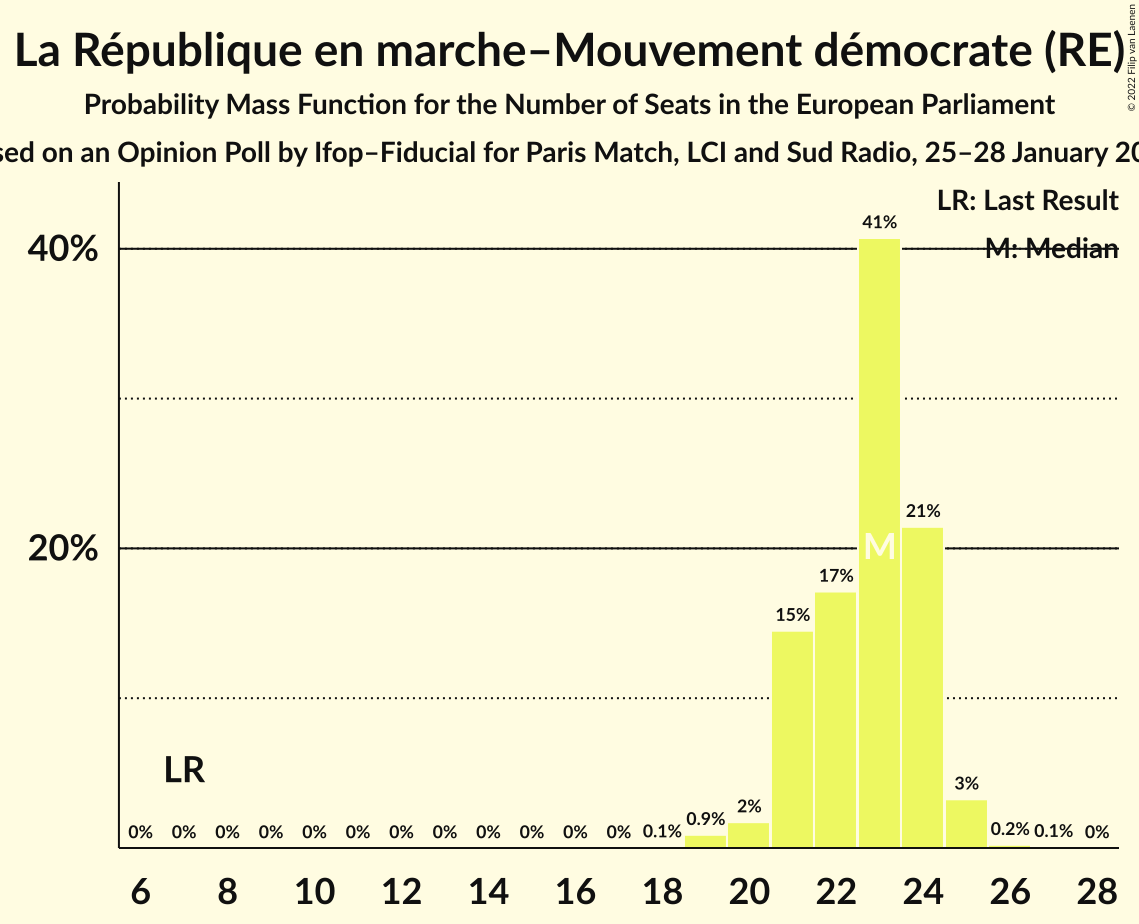 La République en marche–Mouvement démocrate (RE)
© 2022 Filip van Laenen
Probability Mass Function for the Number of Seats in the European Parliament
on an Opinion Poll by Ifop–Fiducial for Paris Match, LCI and Sud Radio, 25–28 January
LR: Last Result
M: Median
40%
20%
41%
21%
M
17%
15%
LR
0% 0% 0% 0% 0% 0% 0% 0% 0% 0% 0% 0% 0.1% 0.9% 2% 3% 0.2% 0.1% 0%
6 8 10 12 14 16 18 20 22 24 26 28